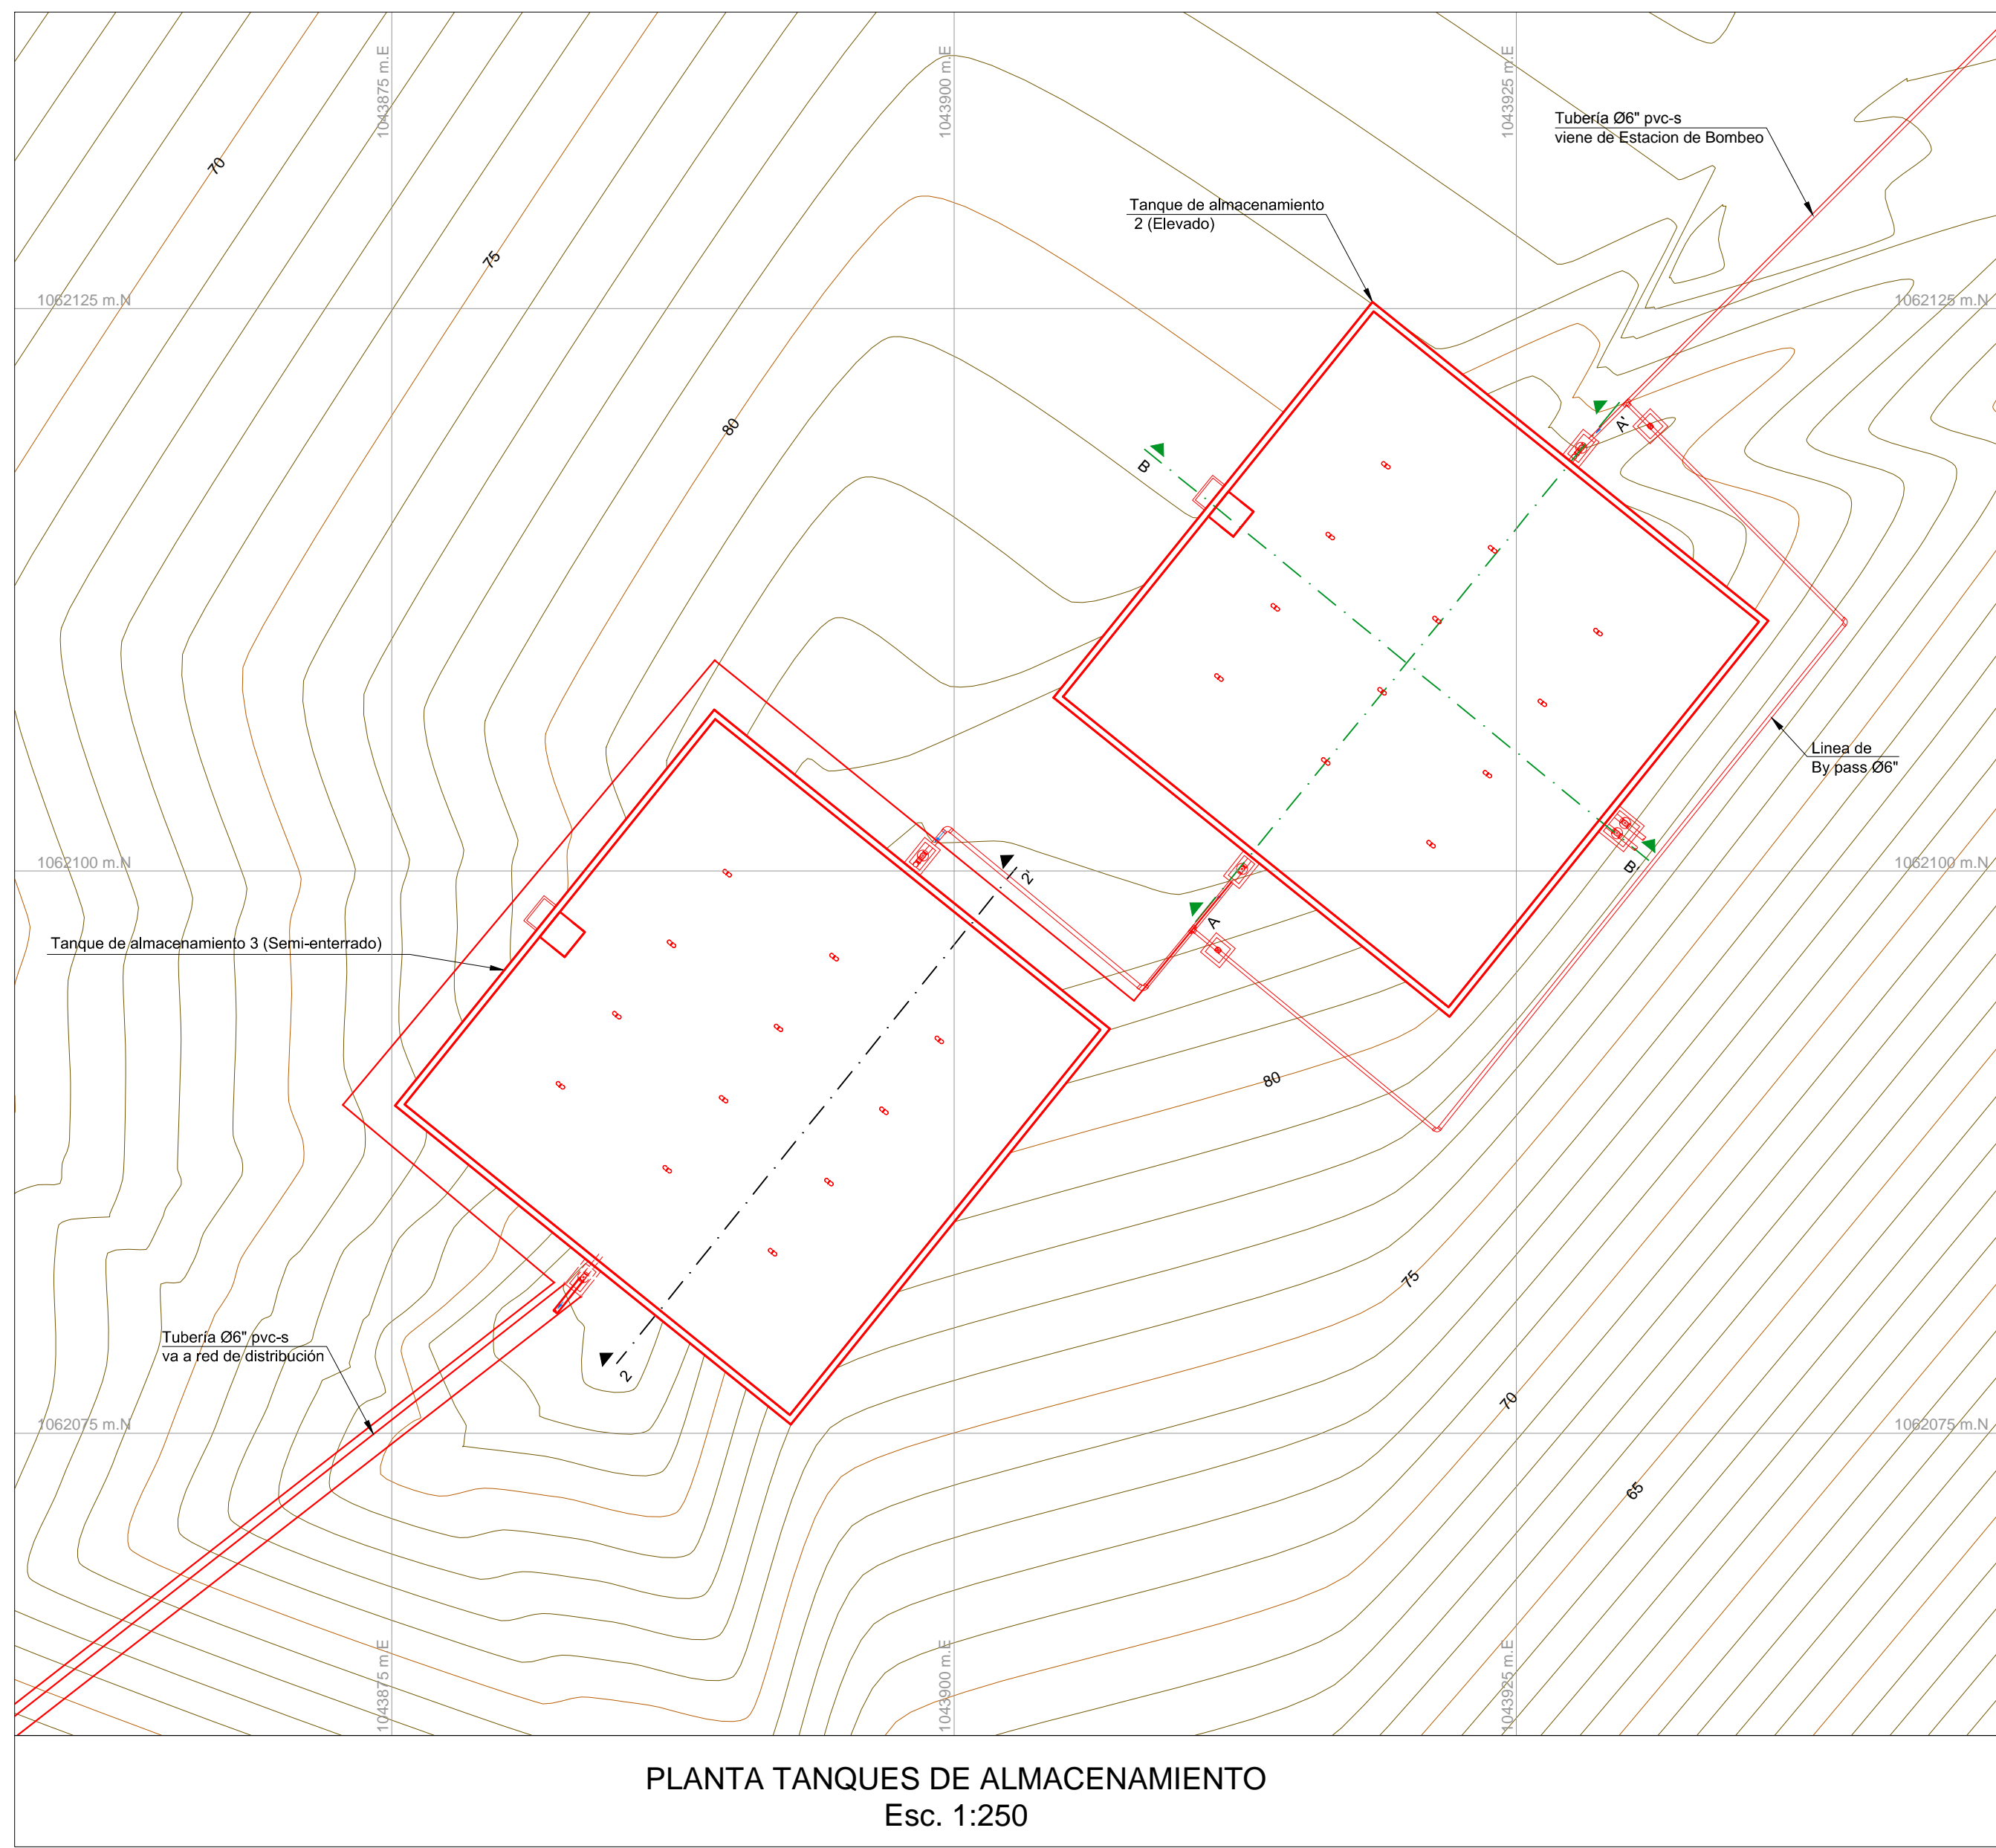 1043875 m.E
1043900 m.E
1043925 m.E
Tubería Ø6" pvc-s
viene de Estacion de Bombeo
70
Tanque de almacenamiento
2 (Elevado)
75
1062125 m.N
1062125 m.N
80
A'
B
Linea de
By pass Ø6"
1062100 m.N
1062100 m.N
B'
2'
A
Tanque de almacenamiento 3 (Semi-enterrado)
80
75
Tubería Ø6" pvc-s
va a red de distribución
2
70
1062075 m.N
1062075 m.N
65
1043875 m.E
1043900 m.E
1043925 m.E
PLANTA TANQUES DE ALMACENAMIENTO
Esc. 1:250